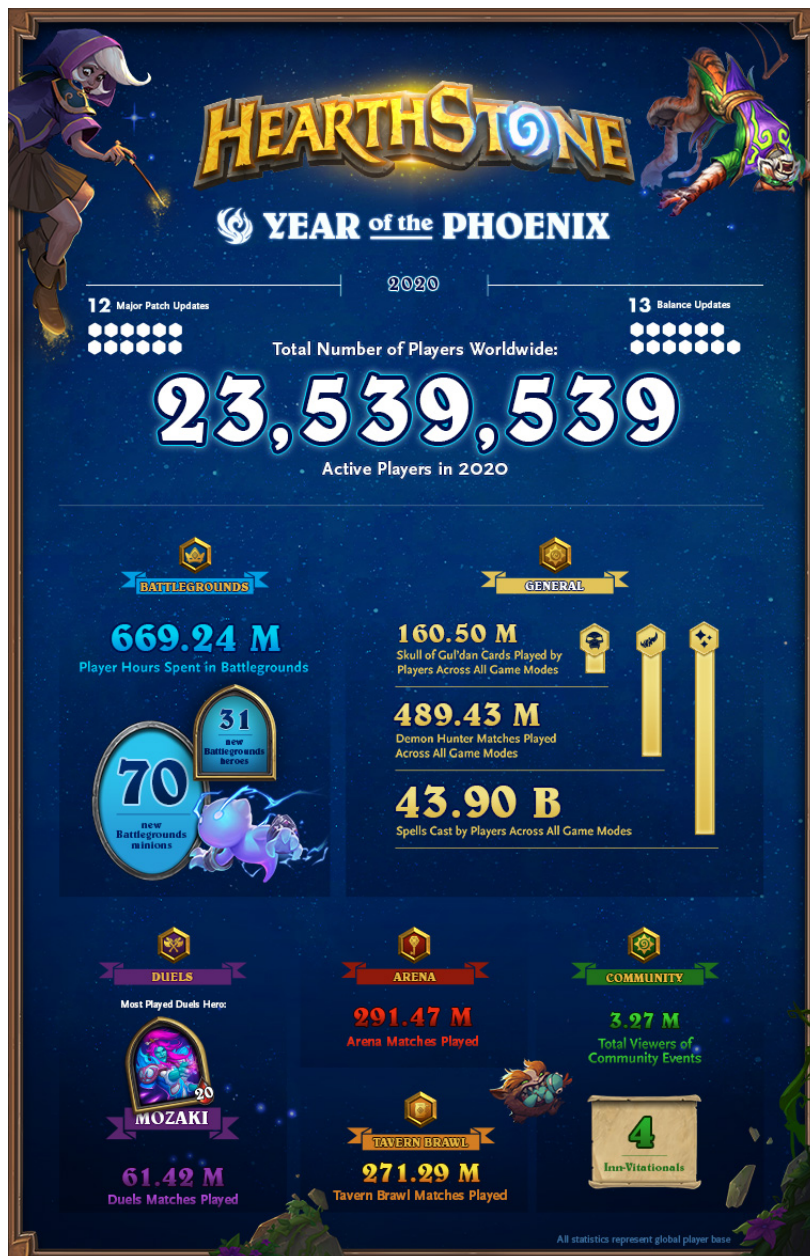 HEARTHSTONE
YEAR of the PHOENIX
2020
12 Major Patch Updates
13 Balance Updates
Total Number of Players Worldwide:
23,539,539
Active Players in 2020
BATTLEGROUNDS
669.24 M
Player Hours Spent in Battlegrounds
31
new
Battlegrounds
heroes
70
new
Battlegrounds
minions
GENERAL
160.50 M
Skull of Gul'dan Cards Played by
Players Across All Game Modes
489.43 M
Demon Hunter Matches Played
Across All Game Modes
43.90 B
Spells Cast by Players Across All Game Modes
DUELS
Most Played Duels Hero:
20
MOZAKI
61.42 M
Duels Matches Played
ARENA
291.47 M
Arena Matches Played
TAVERN BRAWL
271.29 M
Tavern Brawl Matches Played
COMMUNITY
3.27 M
Total Viewers of
Community Events
4
Inn-Vitationals
All statistics represent global player base